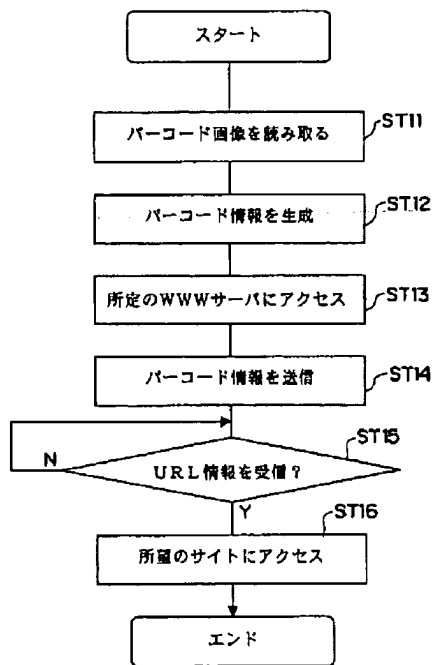 スタート
バーコード画像を読み取る
ST11
バーコード情報を生成
ST12
所定のWWWサーバにアクセス
ST13
バーコード情報を送信
ST14
URL情報を受信？
ST15
N
Y
ST16
所望のサイトにアクセス
エンド